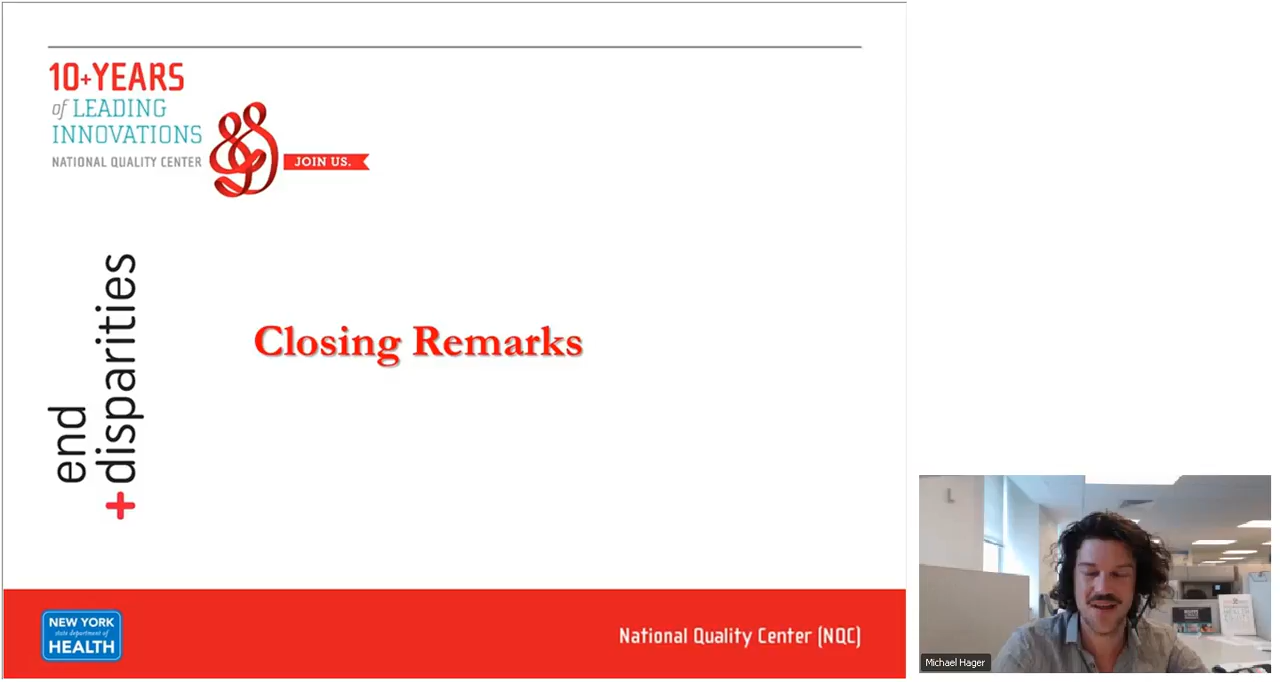 10+YEARS
of LEADING
INNOVATIONS
NATIONAL QUALITY CENTER
JOIN US.
end
+disparities
Closing Remarks
NEW YORK
state department of
HEALTH
National Quality Center (NQC)
Michael Hager